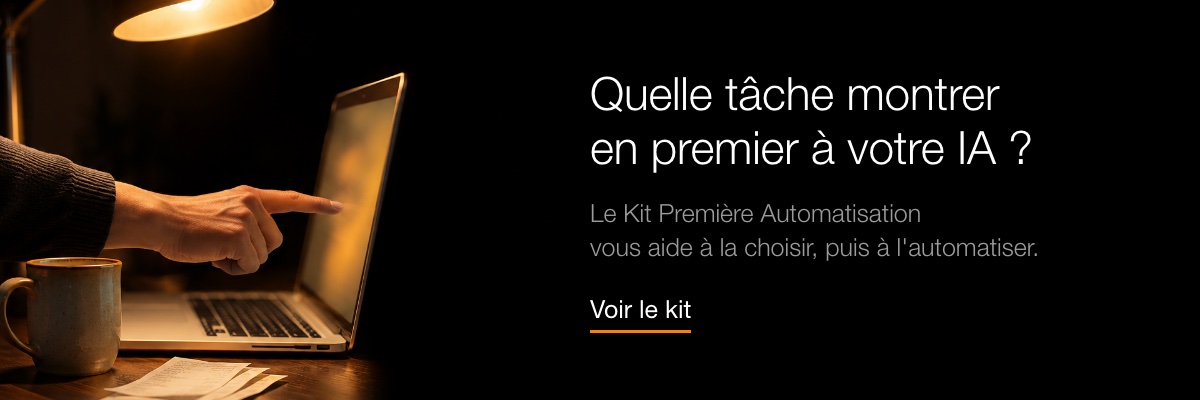 Quelle tâche montrer
en premier à votre IA ?
Le Kit Première Automatisation
vous aide à la choisir, puis à l'automatiser.
Voir le kit